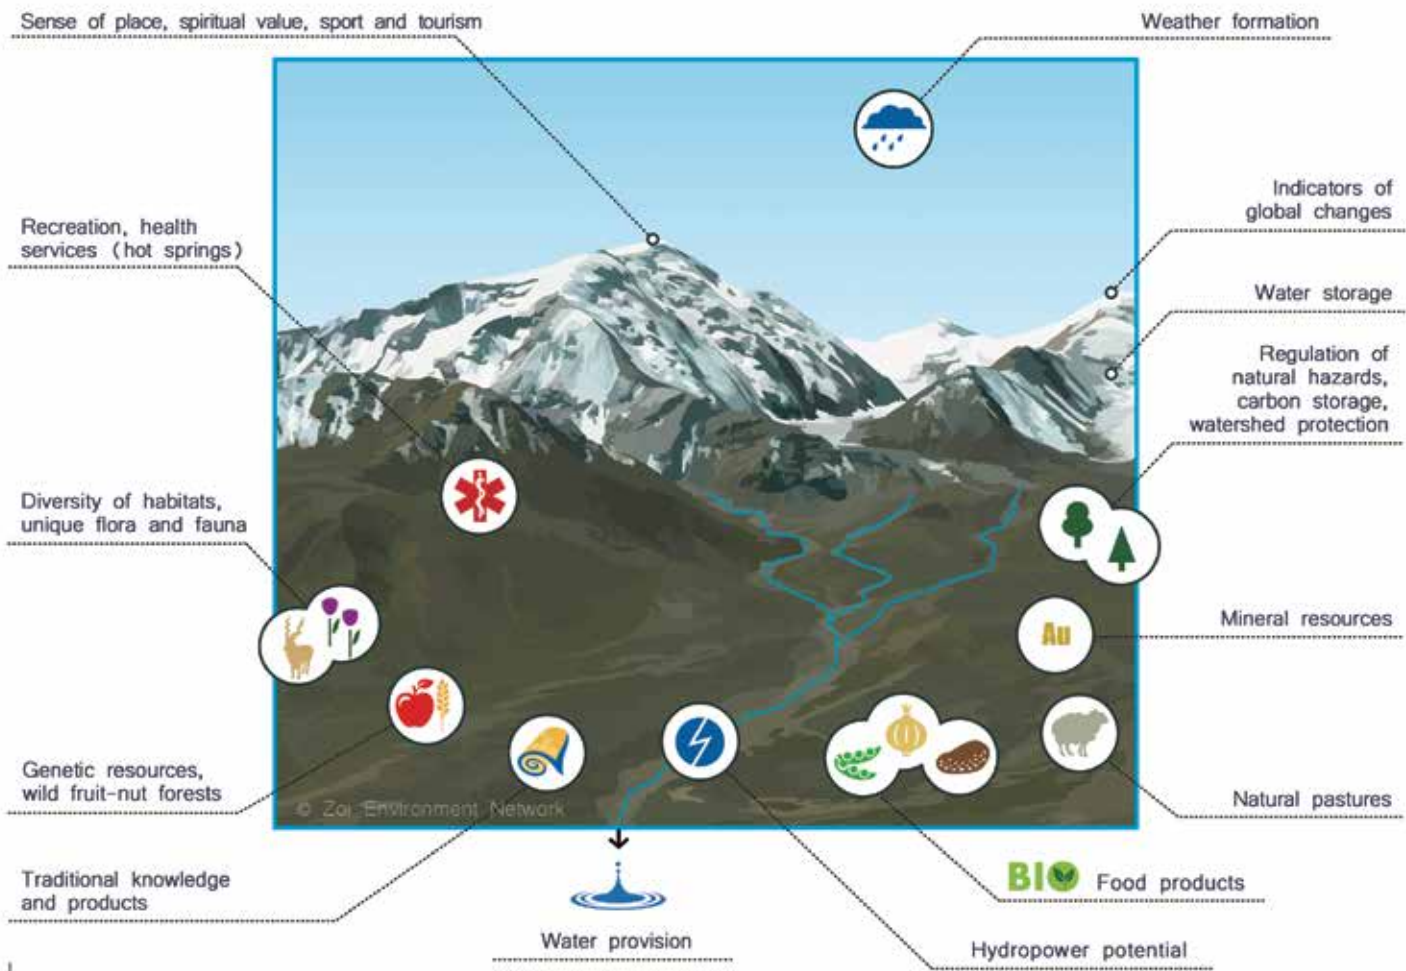 Sense of place, spiritual value, sport and tourism
Weather formation
Indicators of
global changes
Recreation, health
services (hot springs)
Water storage
Regulation of
natural hazards,
carbon storage,
watershed protection
Diversity of habitats,
unique flora and fauna
Mineral resources
Au
Genetic resources,
wild fruit-nut forests
Natural pastures
© Zoï Environment Network
Traditional knowledge
and products
BIO Food products
Water provision
Hydropower potential